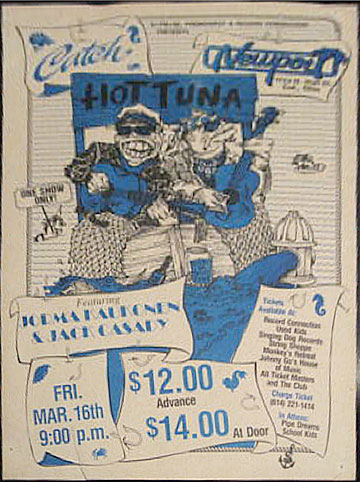 Catch
Newport
HOT TUNA
ONE SHOW
ONLY!
Featuring
JORMA KAUKONEN
& JACK CASADY
FRI.
MAR. 16th
9:00 p.m.
$12.00
Advance
$14.00 At Door
Tickets
Available At:
Record Connection
Used Kids
Singing Dog Records
String Shoppe
Monkey's Retreat
Johnny Go's House
of Music
All Ticket Masters
and The Club
Charge Ticket
(614) 221-1414
In Athens:
Pipe Dreams
School Kids